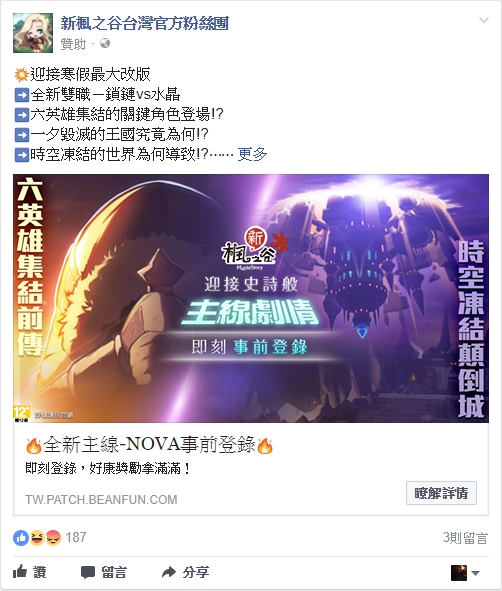 新楓之谷台灣官方粉絲團
贊助 ·
迎接寒假最大改版
全新雙職－鎖鏈vs水晶
六英雄集結的關鍵角色登場!?
一夕毀滅的王國究竟為何!?
時空凍結的世界為何導致!?…… 更多
六英雄集結前傳
新
楓之谷
MapleStory
迎接史詩般
主線劇情
即刻 事前登錄
時空凍結顛倒城
12+
全新主線-NOVA事前登錄
即刻登錄，好康獎勵拿滿滿！
TW.PATCH.BEANFUN.COM
瞭解詳情
187
3則留言
讚
留言
分享